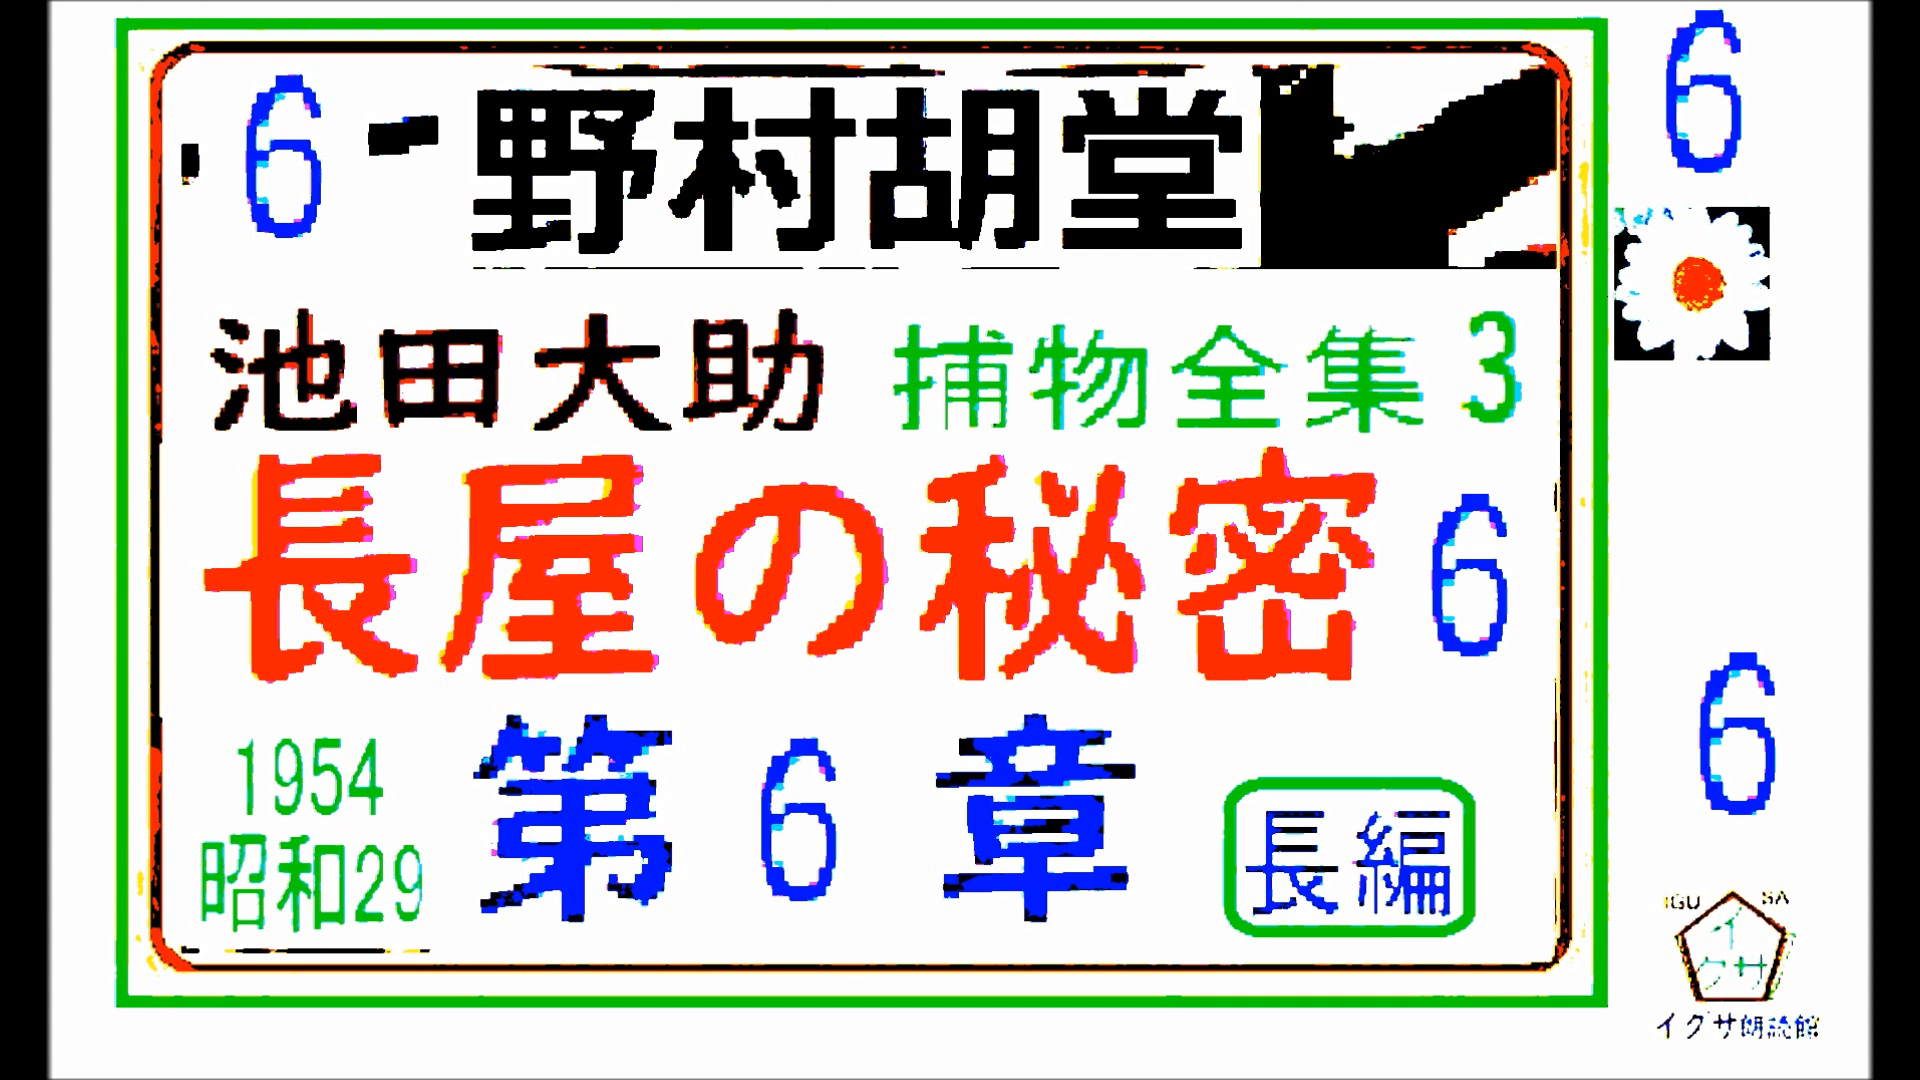 6 野村胡堂
6
池田大助 捕物全集 3
長屋の秘密 6
6
1954
昭和29
第6章
長編
IGU SA
イクサ
イグサ朗読館